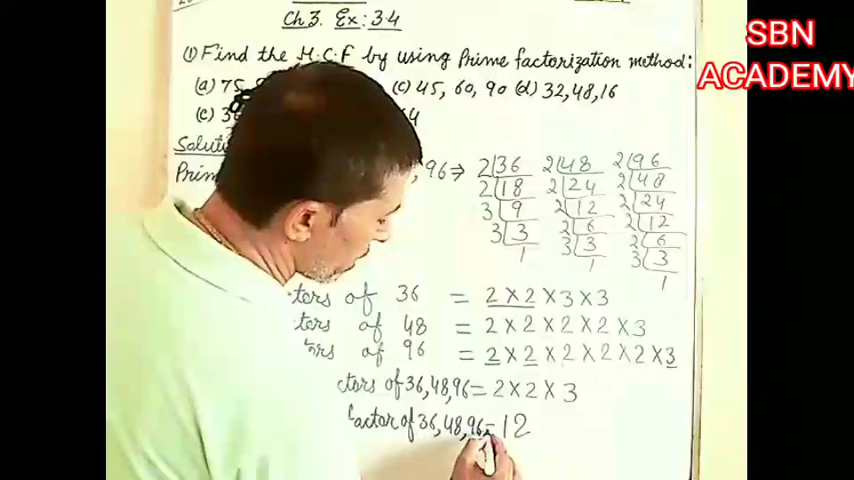 Ch 3. Ex: 3.4
SBN
ACADEMY
(1) Find the H.C.F by using Prime factorization method:
(a) 75, (c) 45, 60, 90 (d) 32, 48, 16
(e) 3 64
Soluti
Prim , 96 ⇒ 2 36 2 48 2 96
2 18 2 24 2 48
3 9 2 12 2 24
3 3 2 6 2 12
1 3 3 2 6
1 3 3
1
tors of 36 = 2 × 2 × 3 × 3
tors of 48 = 2 × 2 × 2 × 2 × 3
tors of 96 = 2 × 2 × 2 × 2 × 2 × 3
ctors of 36, 48, 96 = 2 × 2 × 3
factor of 36, 48, 96 = 12